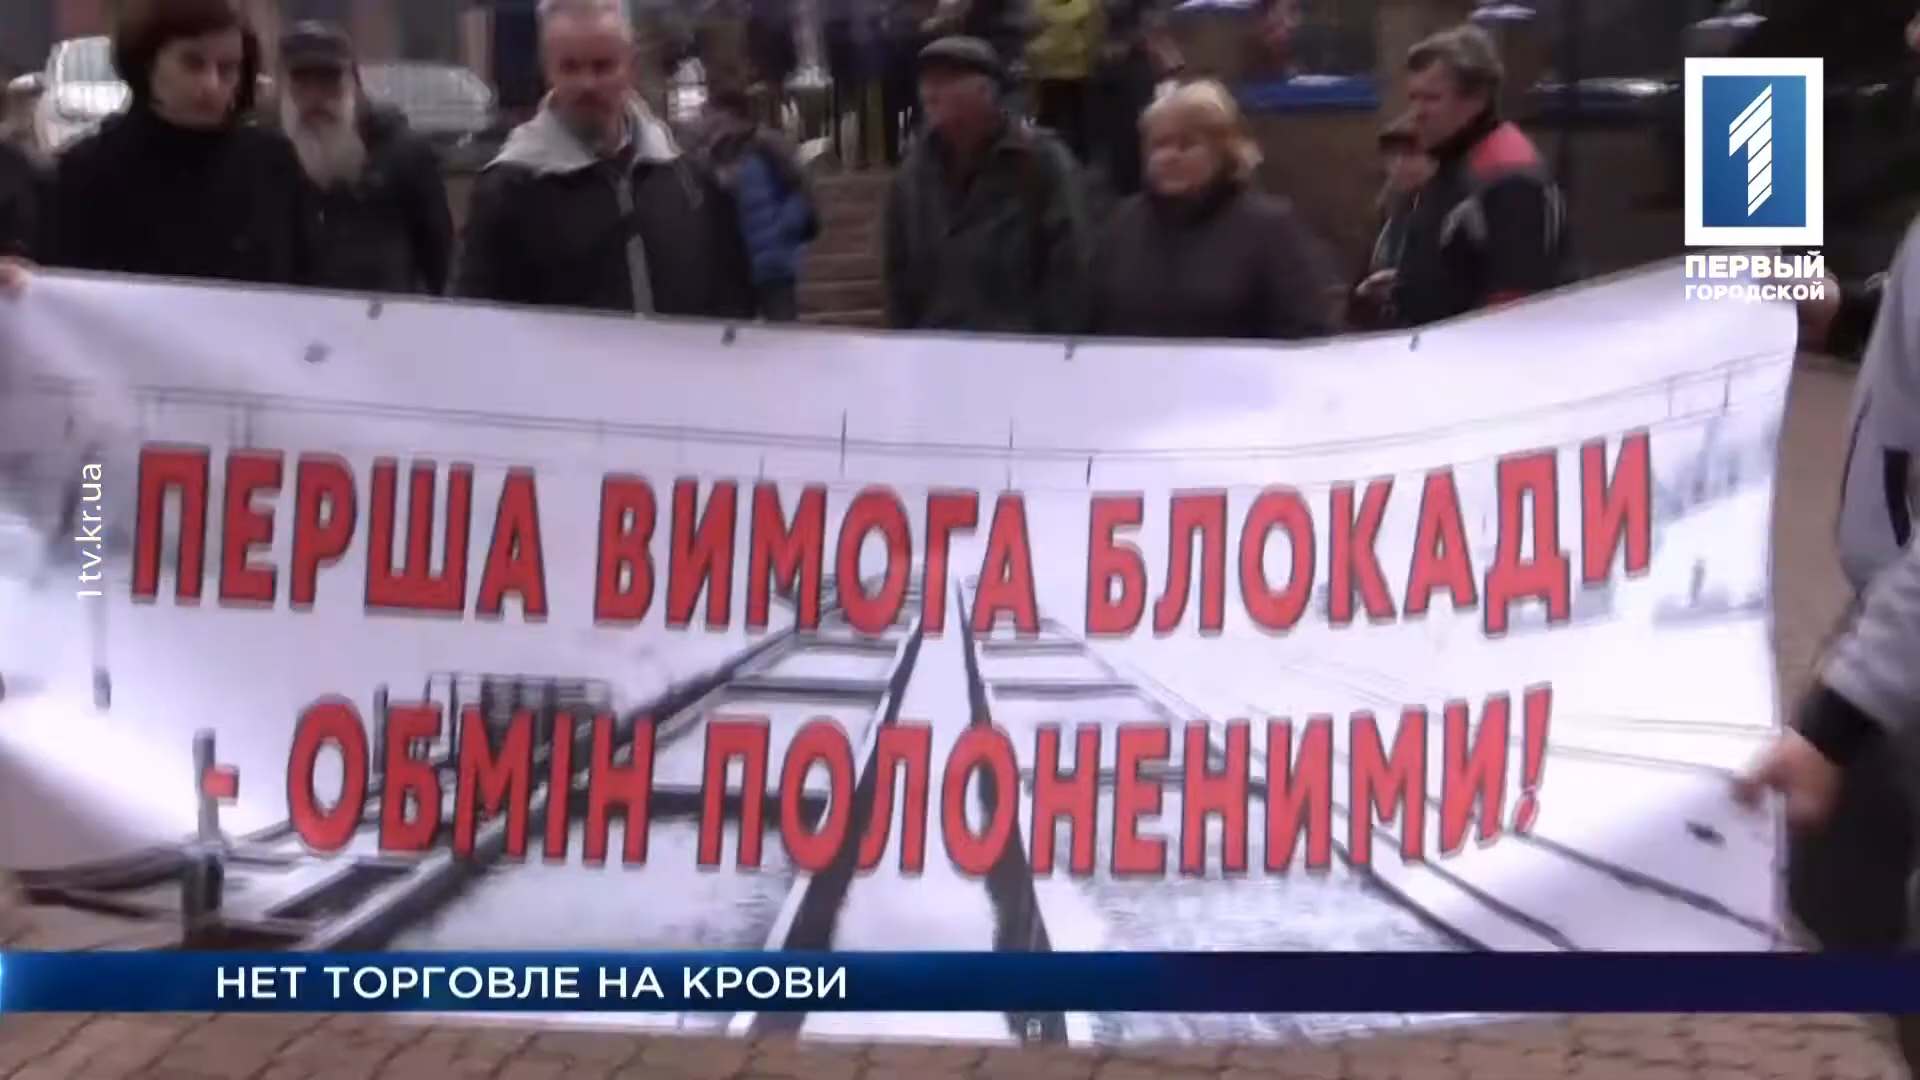 ПЕРВЫЙ
ГОРОДСКОЙ
1tv.kr.ua
ПЕРША ВИМОГА БЛОКАДИ
- ОБМІН ПОЛОНЕНИМИ!
НЕТ ТОРГОВЛЕ НА КРОВИ